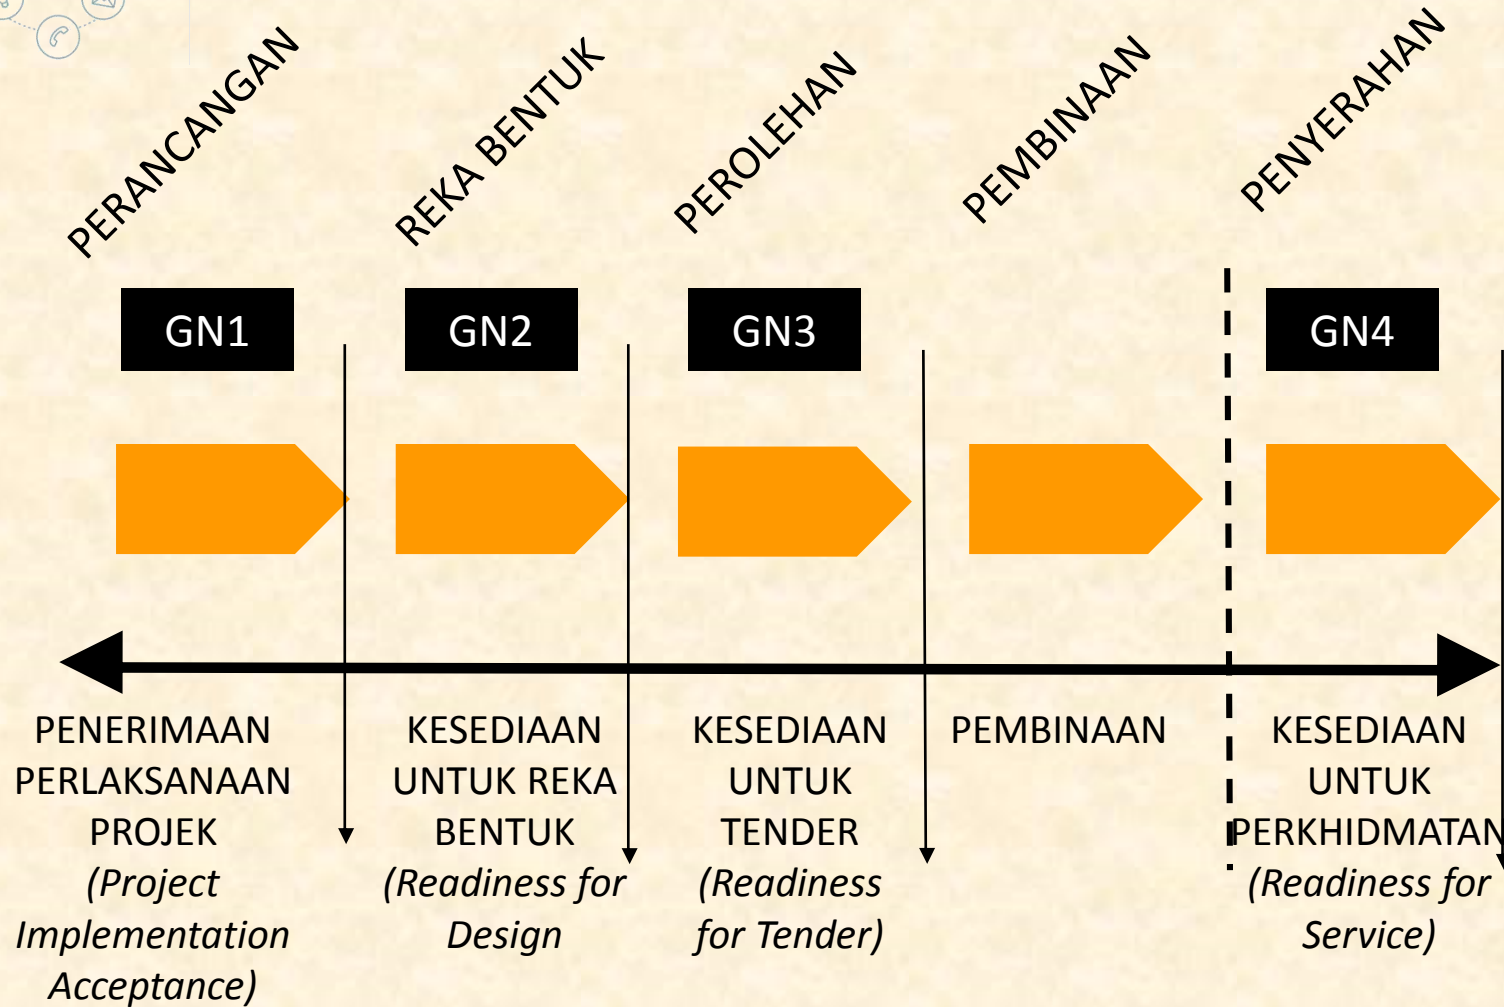 PERANCANGAN
REKA BENTUK
PEROLEHAN
PEMBINAAN
PENYERAHAN
GN1
GN2
GN3
GN4
PENERIMAAN
PERLAKSANAAN
PROJEK
(Project
Implementation
Acceptance)
KESEDIAAN
UNTUK REKA
BENTUK
(Readiness for
Design
KESEDIAAN
UNTUK
TENDER
(Readiness
for Tender)
PEMBINAAN
KESEDIAAN
UNTUK
PERKHIDMATAN
(Readiness for
Service)